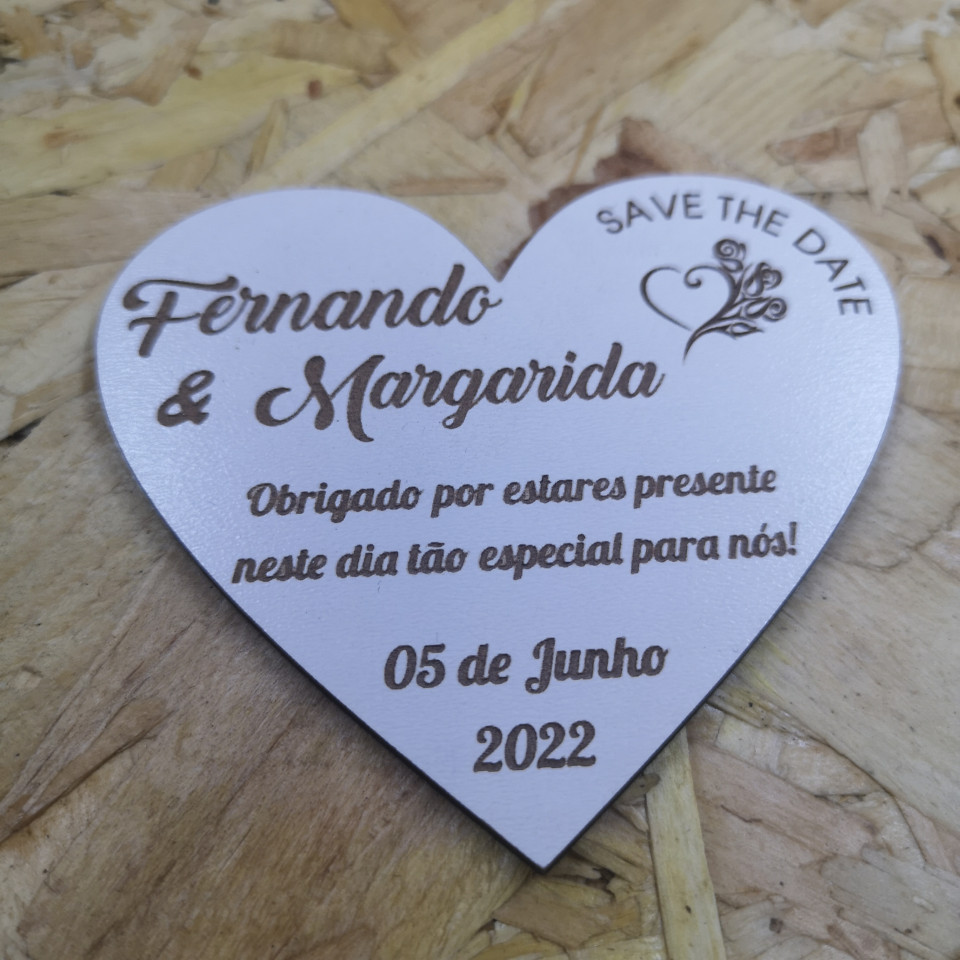 SAVE THE DATE
Fernando
& Margarida
Obrigado por estares presente
neste dia tão especial para nós!
05 de Junho
2022